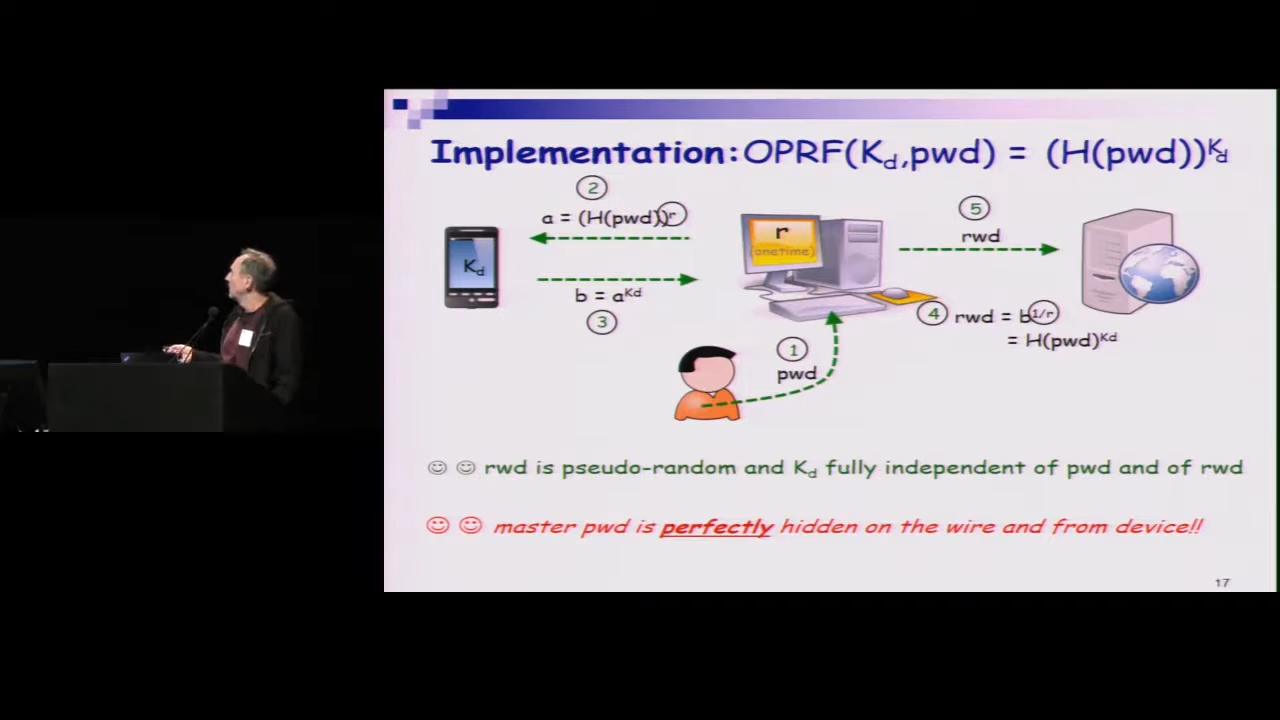 Implementation: OPRF(Kd,pwd) = (H(pwd))Kd
2
a = (H(pwd))r
Kd
b = aKd
3
r
(onetime)
5
rwd
4 rwd = b1/r
= H(pwd)Kd
1
pwd
☺ ☺ rwd is pseudo-random and Kd fully independent of pwd and of rwd
☺ ☺ master pwd is perfectly hidden on the wire and from device!!
17